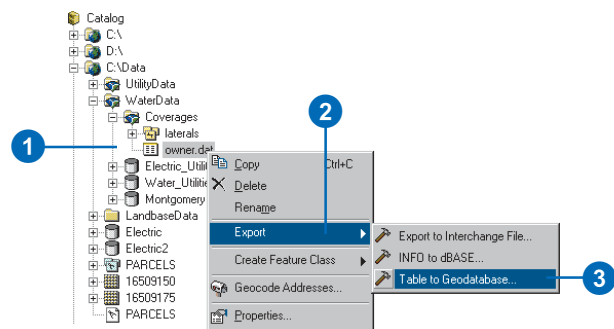 Catalog
C:\
D:\
C:\Data
UtilityData
WaterData
Coverages
2
laterals
1
owner.dat
Copy Ctrl+C
Electric_Utili
Delete
Water_Utilitie
Rename
Montgomery
Export
LandbaseData
Export to Interchange File...
Electric
INFO to dBASE...
Electric2
Create Feature Class
Table to Geodatabase...
3
PARCELS
Geocode Addresses...
16509150
16509175
Properties...
PARCELS